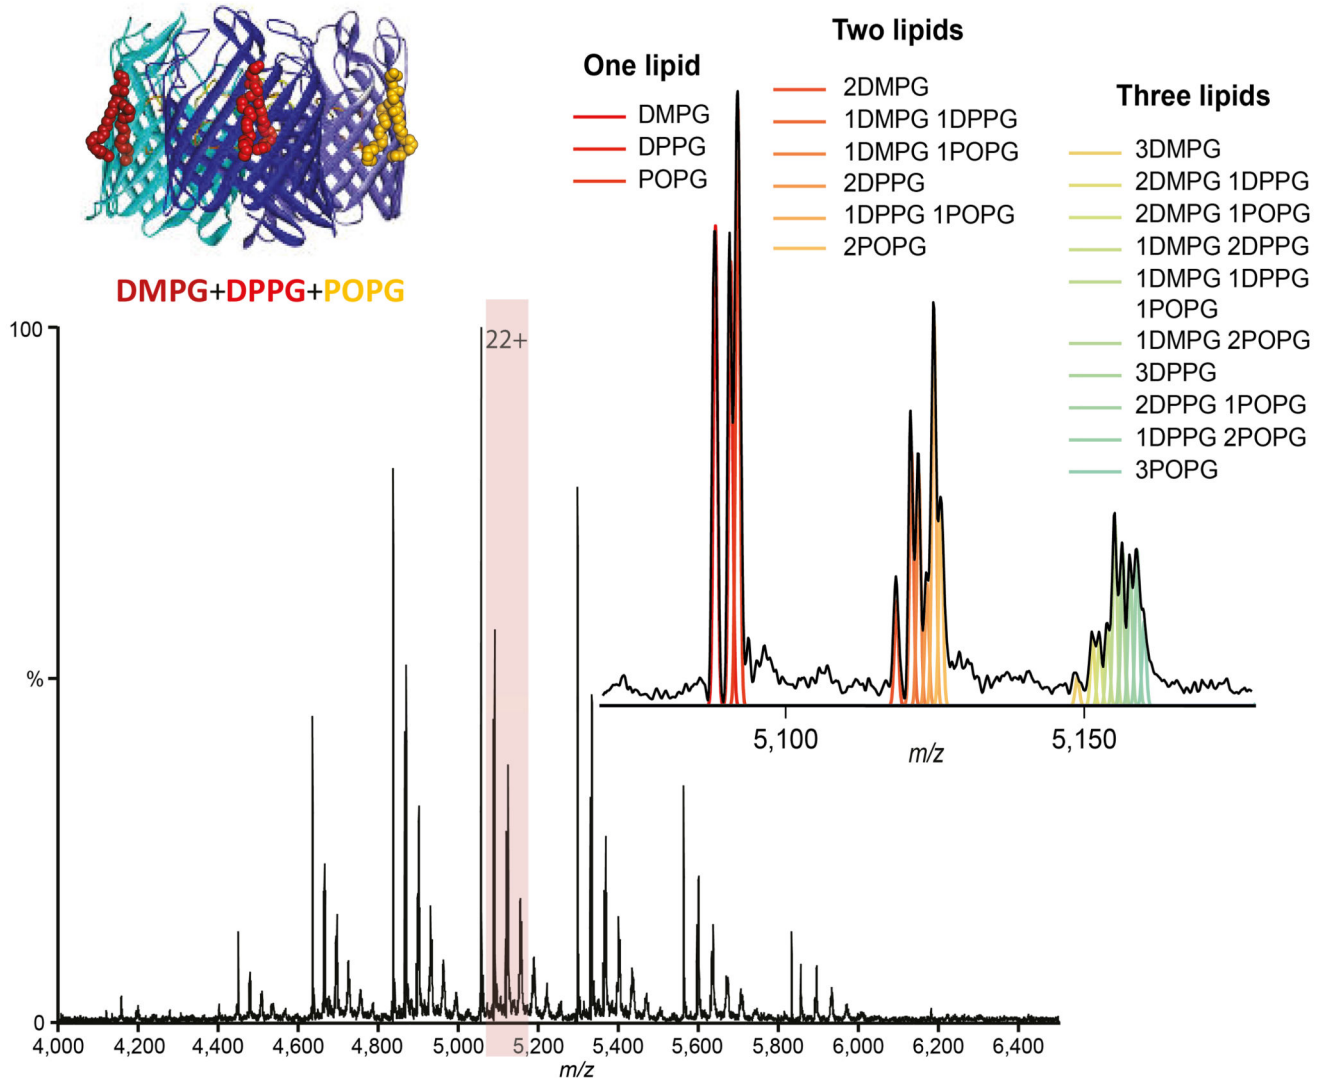 DMPG+DPPG+POPG
One lipid
DMPG
DPPG
POPG
Two lipids
2DMPG
1DMPG 1DPPG
1DMPG 1POPG
2DPPG
1DPPG 1POPG
2POPG
Three lipids
3DMPG
2DMPG 1DPPG
2DMPG 1POPG
1DMPG 2DPPG
1DMPG 1DPPG
1POPG
1DMPG 2POPG
3DPPG
2DPPG 1POPG
1DPPG 2POPG
3POPG
5,100
5,150
m/z
100
22+
%
0
4,000
4,200
4,400
4,600
4,800
5,000
5,200
5,400
5,600
5,800
6,000
6,200
6,400
m/z